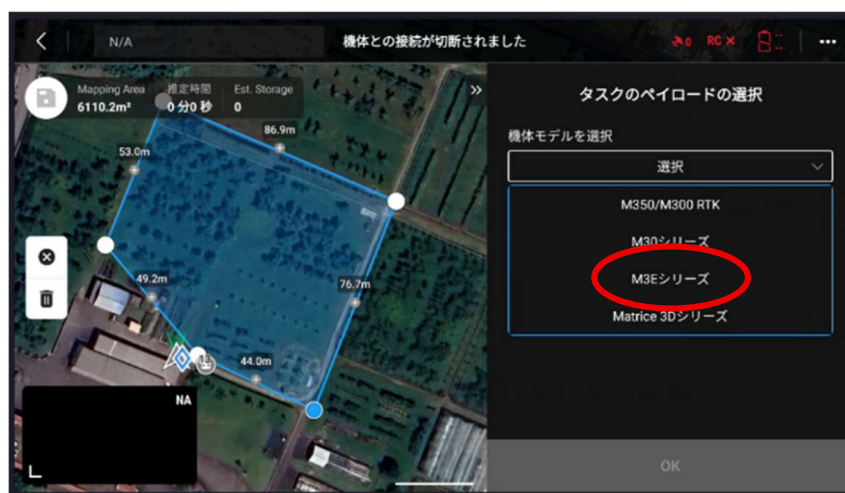 N/A
機体との接続が切断されました
0 RC
Mapping Area 推定時間 Est. Storage
6110.2m² 0 分0 秒 0
タスクのペイロードの選択
機体モデルを選択
選択
M350/M300 RTK
M30シリーズ
M3Eシリーズ
Matrice 3Dシリーズ
OK
86.9m
53.0m
49.2m
76.7m
44.0m
NA